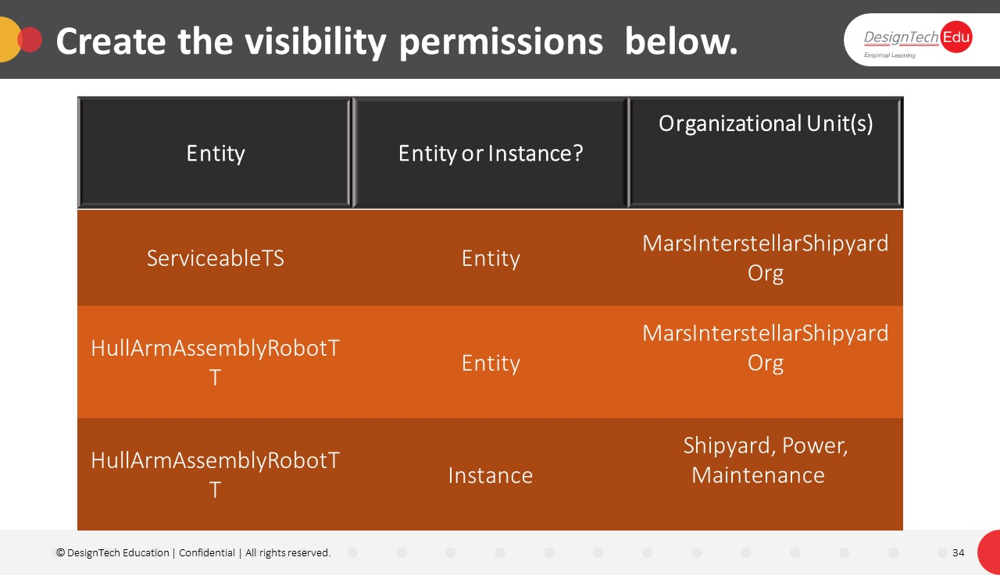 Create the visibility permissions  below.
DesignTech Edu
Empirical Learning
Entity
Entity or Instance?
Organizational Unit(s)
ServiceableTS
Entity
MarsInterstellarShipyard
Org
HullArmAssemblyRobotT
T
Entity
MarsInterstellarShipyard
Org
HullArmAssemblyRobotT
T
Instance
Shipyard, Power,
Maintenance
© DesignTech Education | Confidential | All rights reserved.
34